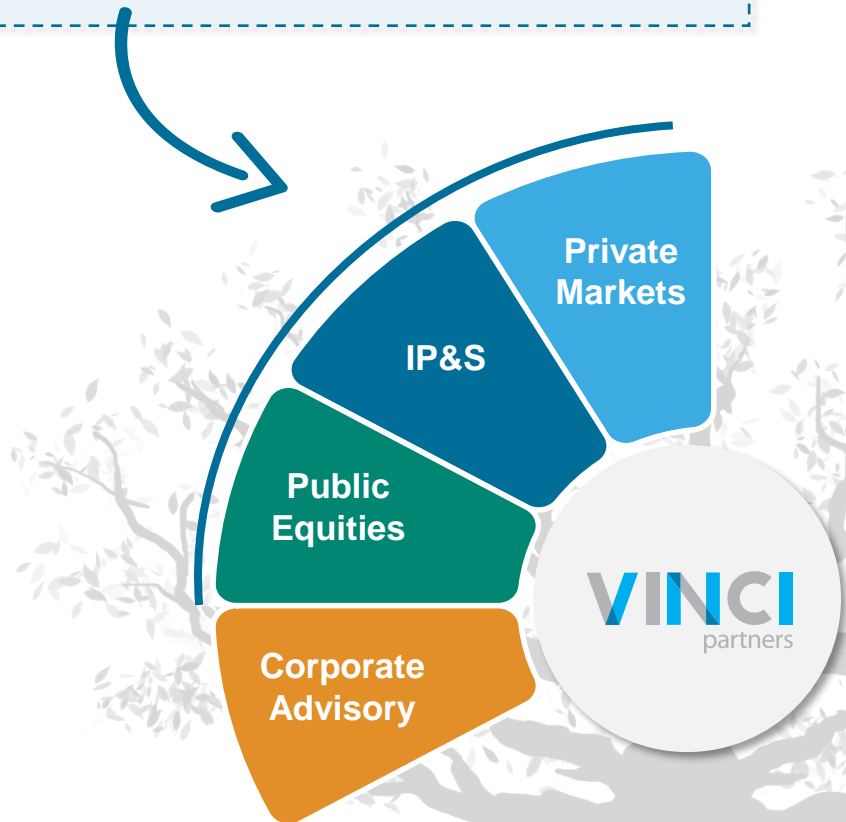 Private
Markets
IP&S
Public
Equities
VINCI
partners
Corporate
Advisory